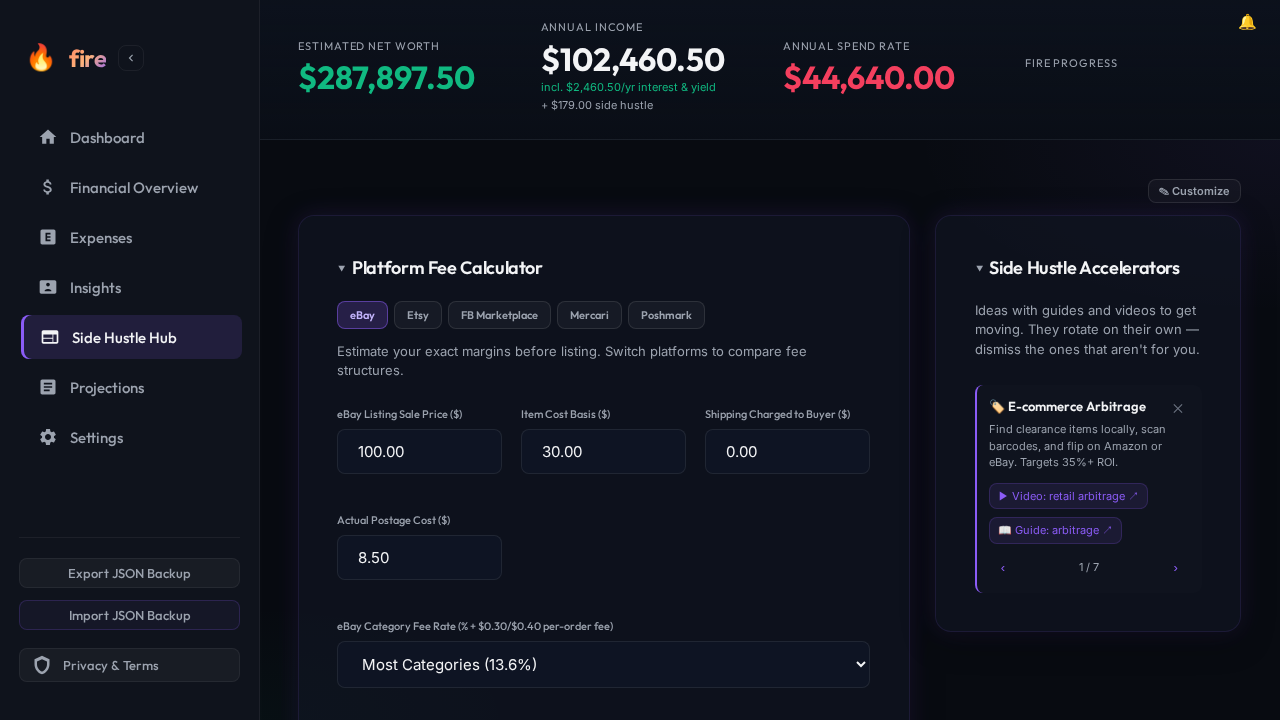 fire
Dashboard
Financial Overview
Expenses
Insights
Side Hustle Hub
Projections
Settings
Export JSON Backup
Import JSON Backup
Privacy & Terms
ESTIMATED NET WORTH
$287,897.50
ANNUAL INCOME
$102,460.50
incl. $2,460.50/yr interest & yield
+ $179.00 side hustle
ANNUAL SPEND RATE
$44,640.00
FIRE PROGRESS
Customize
Platform Fee Calculator
eBay
Etsy
FB Marketplace
Mercari
Poshmark
Estimate your exact margins before listing. Switch platforms to compare fee
structures.
eBay Listing Sale Price ($)
100.00
Item Cost Basis ($)
30.00
Shipping Charged to Buyer ($)
0.00
Actual Postage Cost ($)
8.50
eBay Category Fee Rate (% + $0.30/$0.40 per-order fee)
Most Categories (13.6%)
Side Hustle Accelerators
Ideas with guides and videos to get
moving. They rotate on their own —
dismiss the ones that aren't for you.
E-commerce Arbitrage
Find clearance items locally, scan
barcodes, and flip on Amazon or
eBay. Targets 35%+ ROI.
Video: retail arbitrage ↗
Guide: arbitrage ↗
‹ 1 / 7 ›